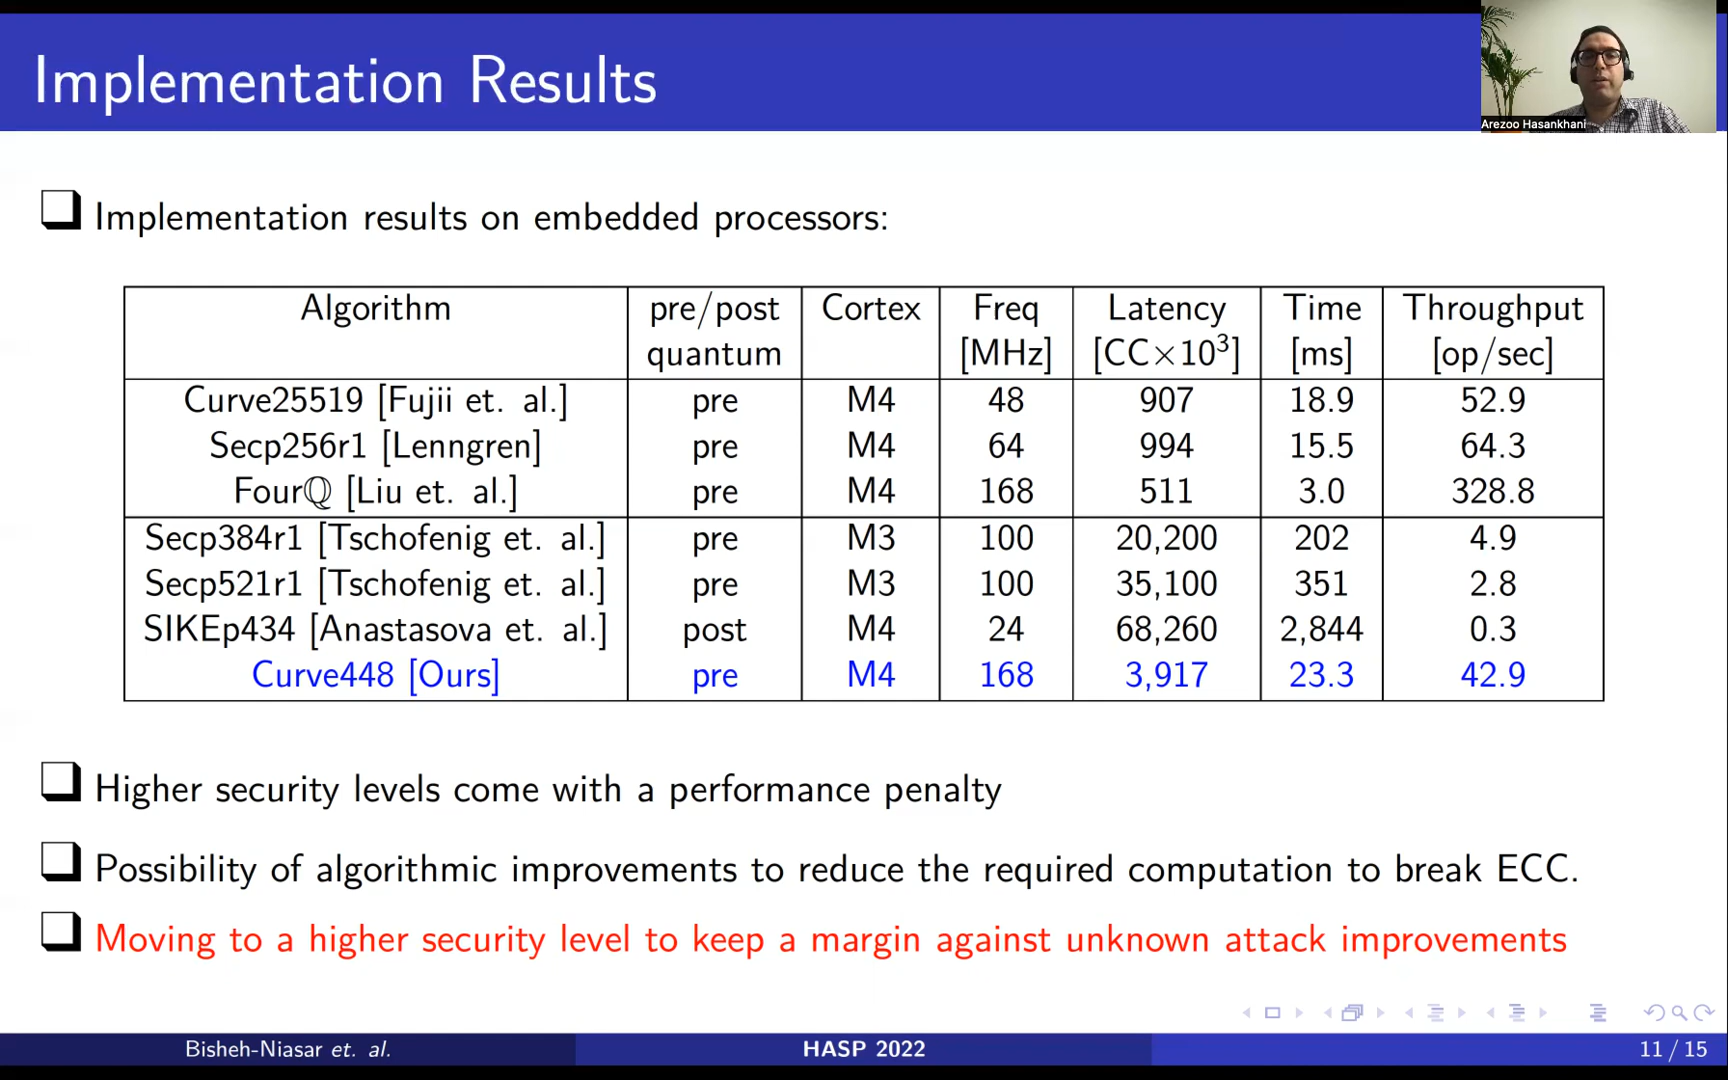 Implementation Results
Arezoo Hasankhani
Implementation results on embedded processors:
Algorithm pre/post quantum Cortex Freq [MHz] Latency [CC×10³] Time [ms] Throughput [op/sec]
Curve25519 [Fujii et. al.] pre M4 48 907 18.9 52.9
Secp256r1 [Lenngren] pre M4 64 994 15.5 64.3
Fourℚ [Liu et. al.] pre M4 168 511 3.0 328.8
Secp384r1 [Tschofenig et. al.] pre M3 100 20,200 202 4.9
Secp521r1 [Tschofenig et. al.] pre M3 100 35,100 351 2.8
SIKEp434 [Anastasova et. al.] post M4 24 68,260 2,844 0.3
Curve448 [Ours] pre M4 168 3,917 23.3 42.9
Higher security levels come with a performance penalty
Possibility of algorithmic improvements to reduce the required computation to break ECC.
Moving to a higher security level to keep a margin against unknown attack improvements
Bisheh-Niasar et. al. HASP 2022 11 / 15